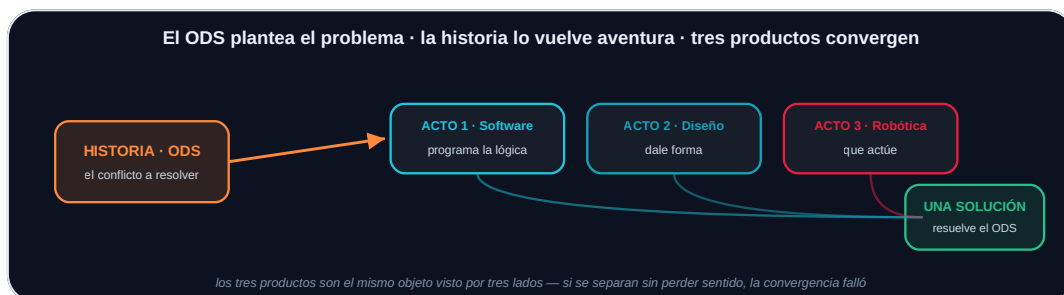 El ODS plantea el problema · la historia lo vuelve aventura · tres productos convergen
HISTORIA · ODS
el conflicto a resolver
ACTO 1 · Software
programa la lógica
ACTO 2 · Diseño
dale forma
ACTO 3 · Robótica
que actúe
UNA SOLUCIÓN
resuelve el ODS
los tres productos son el mismo objeto visto por tres lados — si se separan sin perder sentido, la convergencia falló